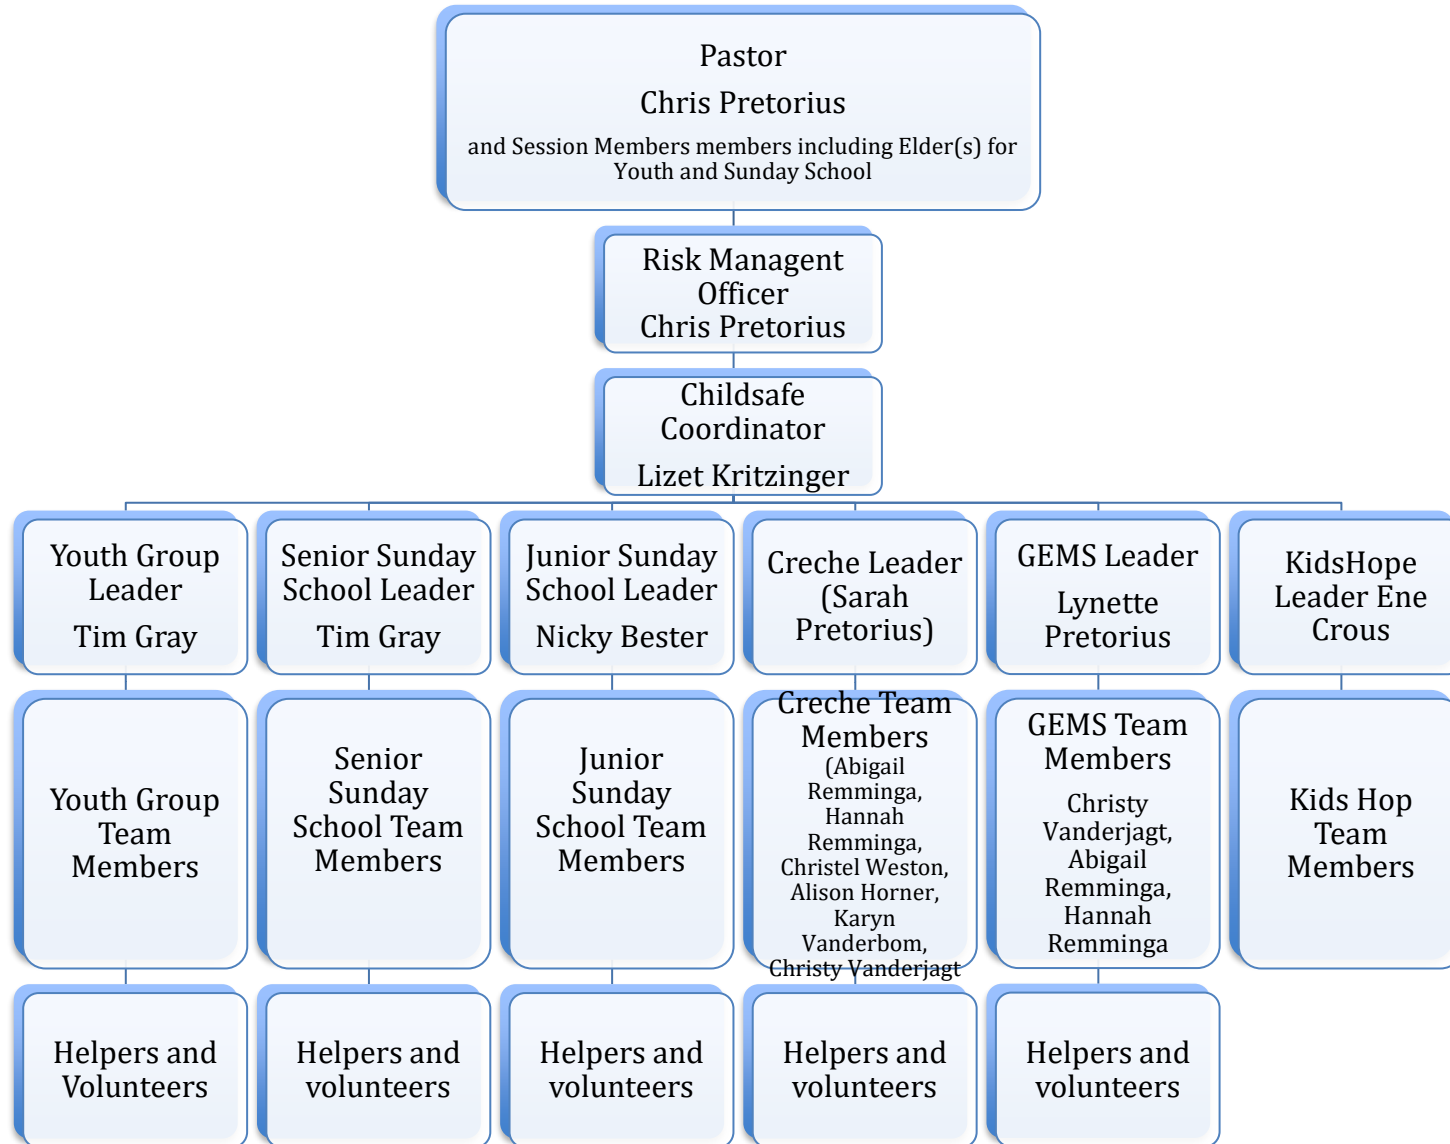 Pastor
Chris Pretorius
and Session Members members including Elder(s) for
Youth and Sunday School
Risk Managent
Officer
Chris Pretorius
Childsafe
Coordinator
Lizet Kritzinger
Youth Group
Leader
Tim Gray
Senior Sunday
School Leader
Tim Gray
Junior Sunday
School Leader
Nicky Bester
Creche Leader
(Sarah
Pretorius)
GEMS Leader
Lynette
Pretorius
KidsHope
Leader Ene
Crous
Youth Group
Team
Members
Senior
Sunday
School Team
Members
Junior
Sunday
School Team
Members
Creche Team
Members
(Abigail
Remminga,
Hannah
Remminga,
Christel Weston,
Alison Horner,
Karyn
Vanderbom,
Christy Vanderjagt
GEMS Team
Members
Christy
Vanderjagt,
Abigail
Remminga,
Hannah
Remminga
Kids Hop
Team
Members
Helpers and
Volunteers
Helpers and
volunteers
Helpers and
volunteers
Helpers and
volunteers
Helpers and
volunteers